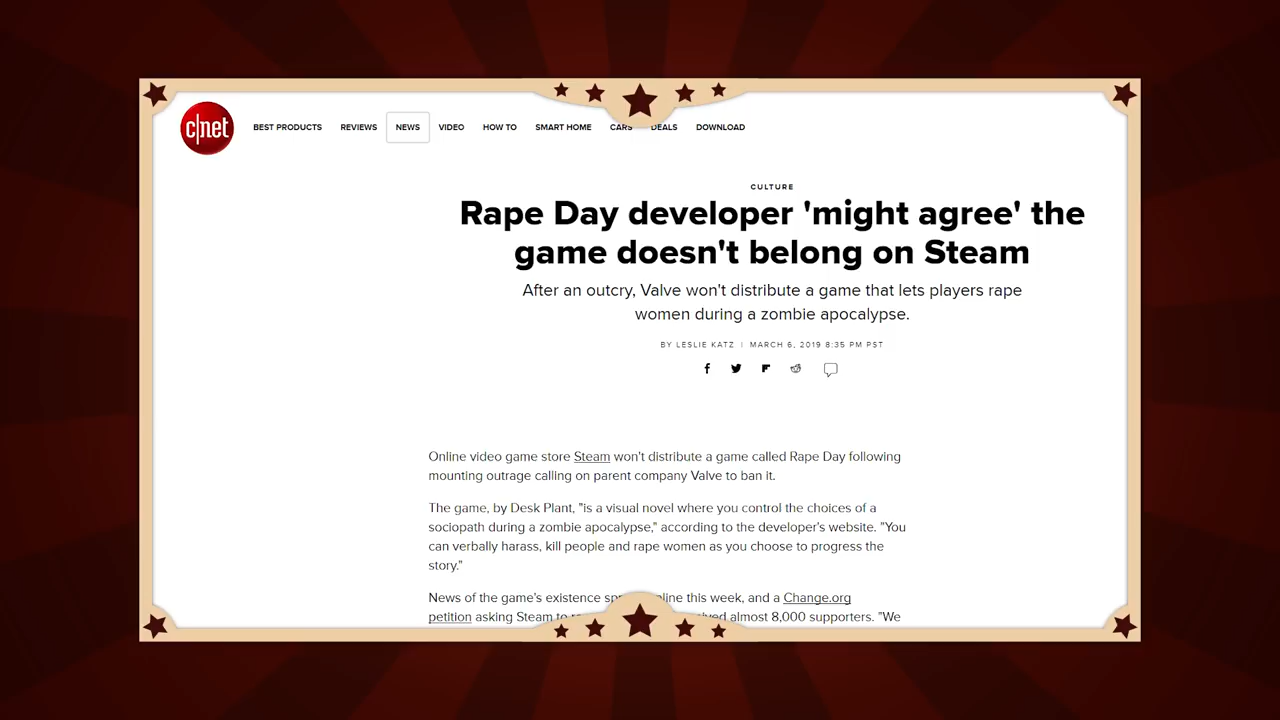 c|net
BEST PRODUCTS REVIEWS NEWS VIDEO HOW TO SMART HOME CARS DEALS DOWNLOAD
CULTURE
Rape Day developer 'might agree' the
game doesn't belong on Steam
After an outcry, Valve won't distribute a game that lets players rape
women during a zombie apocalypse.
BY LESLIE KATZ | MARCH 6, 2019 8:35 PM PST
Online video game store Steam won't distribute a game called Rape Day following
mounting outrage calling on parent company Valve to ban it.
The game, by Desk Plant, "is a visual novel where you control the choices of a
sociopath during a zombie apocalypse," according to the developer's website. "You
can verbally harass, kill people and rape women as you choose to progress the
story."
News of the game's existence this week, and a Change.org
petition asking Steam to almost 8,000 supporters. "We